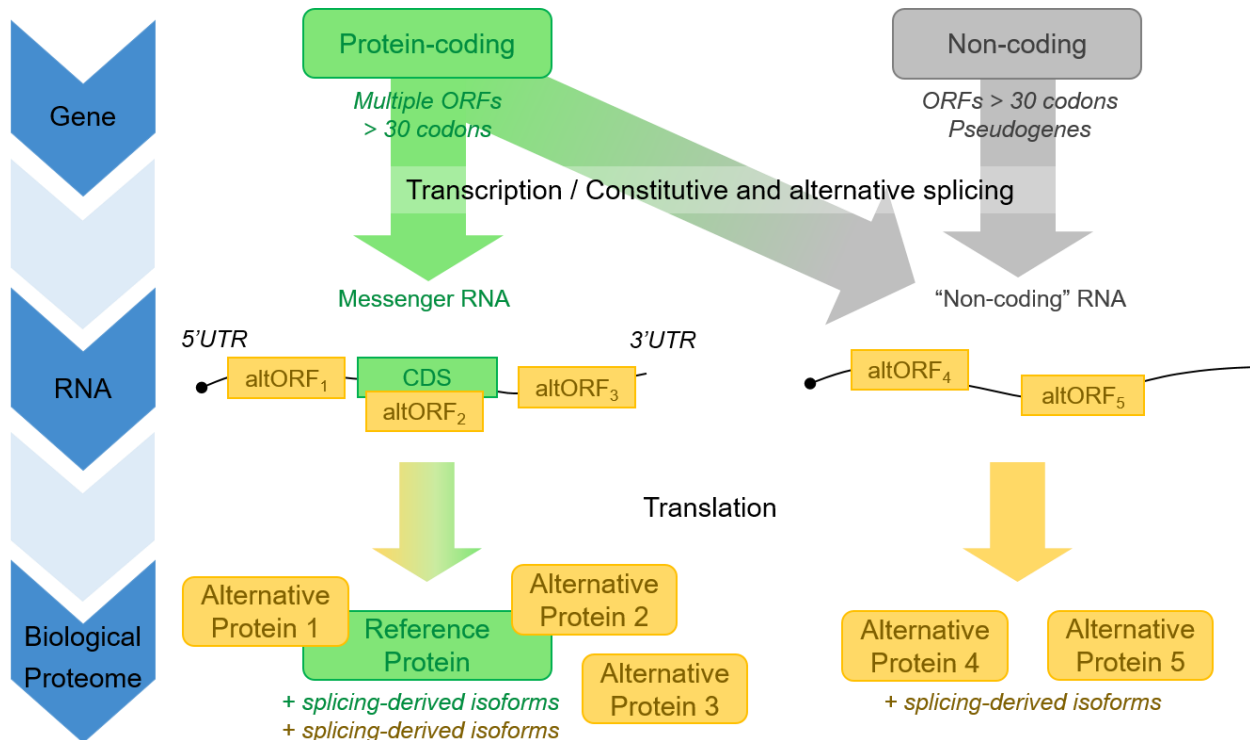 Protein-coding
Non-coding
Gene
Multiple ORFs
> 30 codons
ORFs > 30 codons
Pseudogenes
Transcription / Constitutive and alternative splicing
Messenger RNA
“Non-coding” RNA
5’UTR
3’UTR
RNA
altORF₁
CDS
altORF₂
altORF₃
altORF₄
altORF₅
Translation
Biological
Proteome
Alternative
Protein 1
Reference
Protein
Alternative
Protein 2
Alternative
Protein 3
+ splicing-derived isoforms
+ splicing-derived isoforms
Alternative
Protein 4
Alternative
Protein 5
+ splicing-derived isoforms